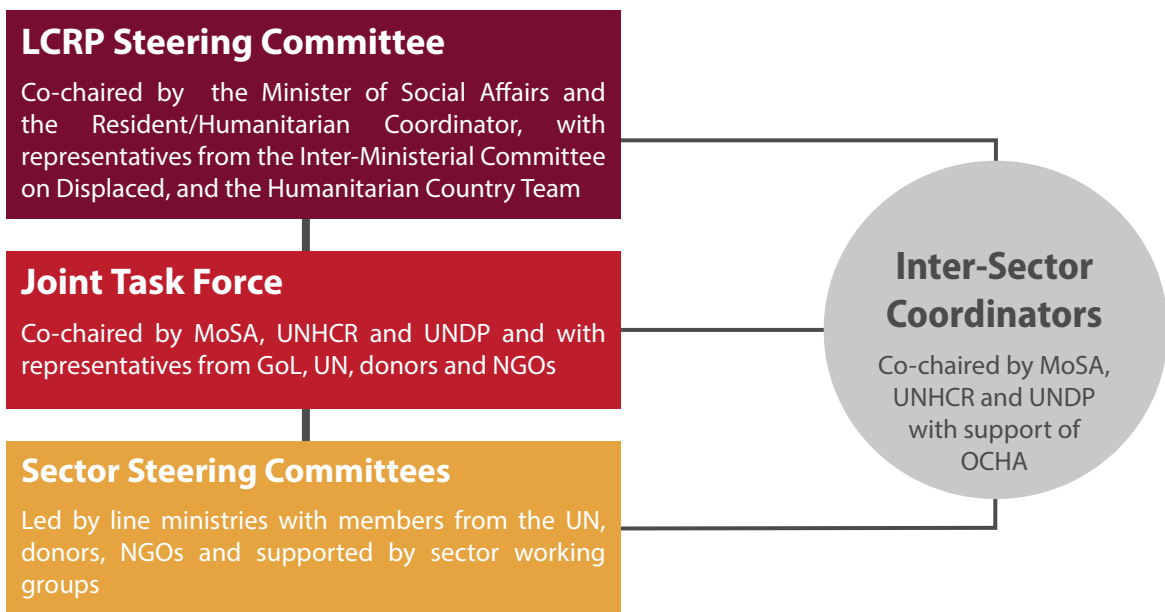 LCRP Steering Committee
Co-chaired by the Minister of Social Affairs and
the Resident/Humanitarian Coordinator, with
representatives from the Inter-Ministerial Committee
on Displaced, and the Humanitarian Country Team
Joint Task Force
Co-chaired by MoSA, UNHCR and UNDP and with
representatives from GoL, UN, donors and NGOs
Sector Steering Committees
Led by line ministries with members from the UN,
donors, NGOs and supported by sector working
groups
Inter-Sector
Coordinators
Co-chaired by MoSA,
UNHCR and UNDP
with support of
OCHA